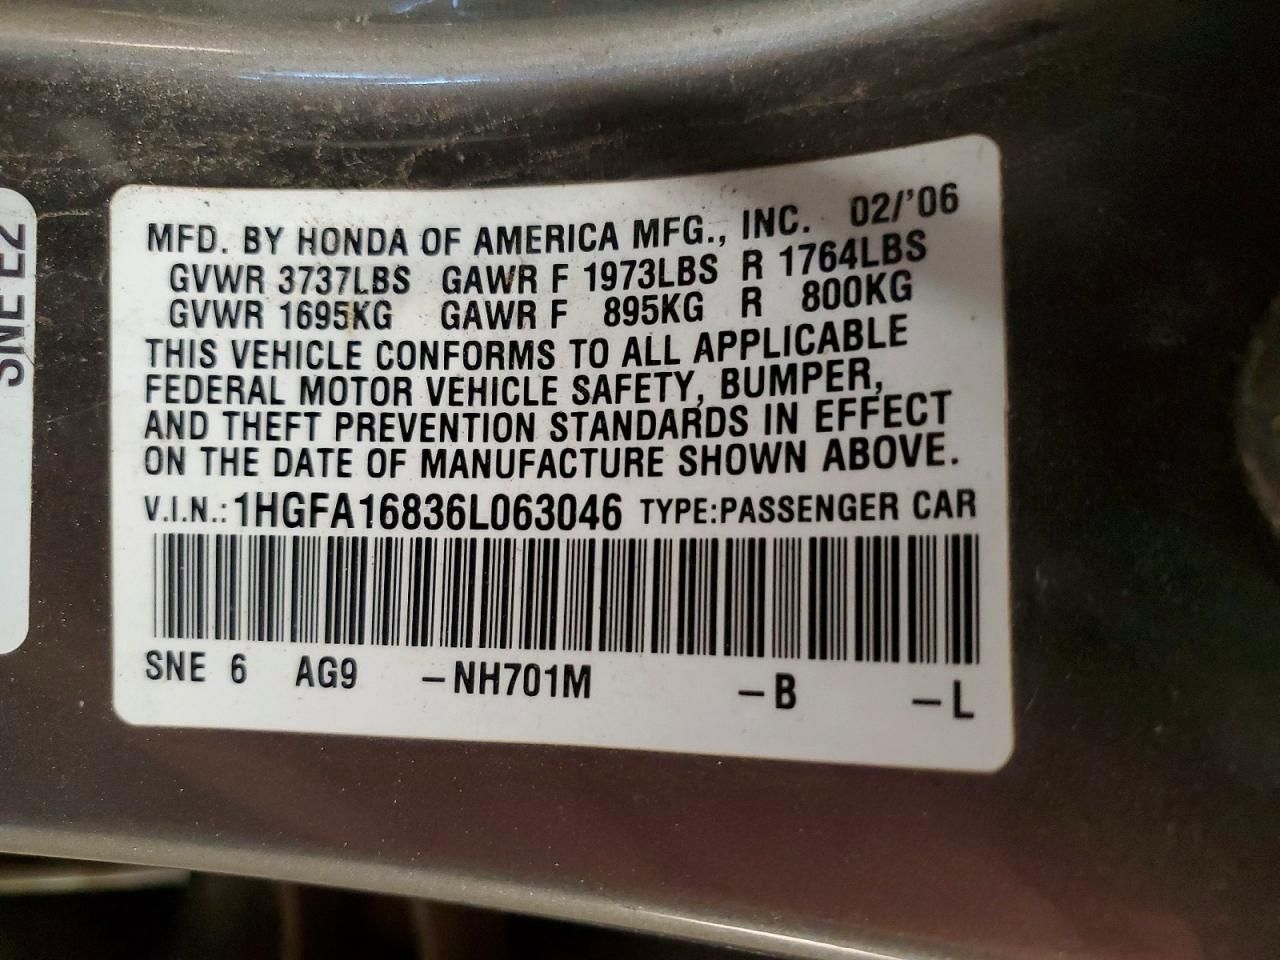 MFD. BY HONDA OF AMERICA MFG., INC. 02/'06
GVWR 3737LBS GAWR F 1973LBS R 1764LBS
GVWR 1695KG GAWR F 895KG R 800KG
THIS VEHICLE CONFORMS TO ALL APPLICABLE
FEDERAL MOTOR VEHICLE SAFETY, BUMPER,
AND THEFT PREVENTION STANDARDS IN EFFECT
ON THE DATE OF MANUFACTURE SHOWN ABOVE.
V.I.N.: 1HGFA16836L063046 TYPE:PASSENGER CAR
SNE 6 AG9 –NH701M –B –L
SNE E2